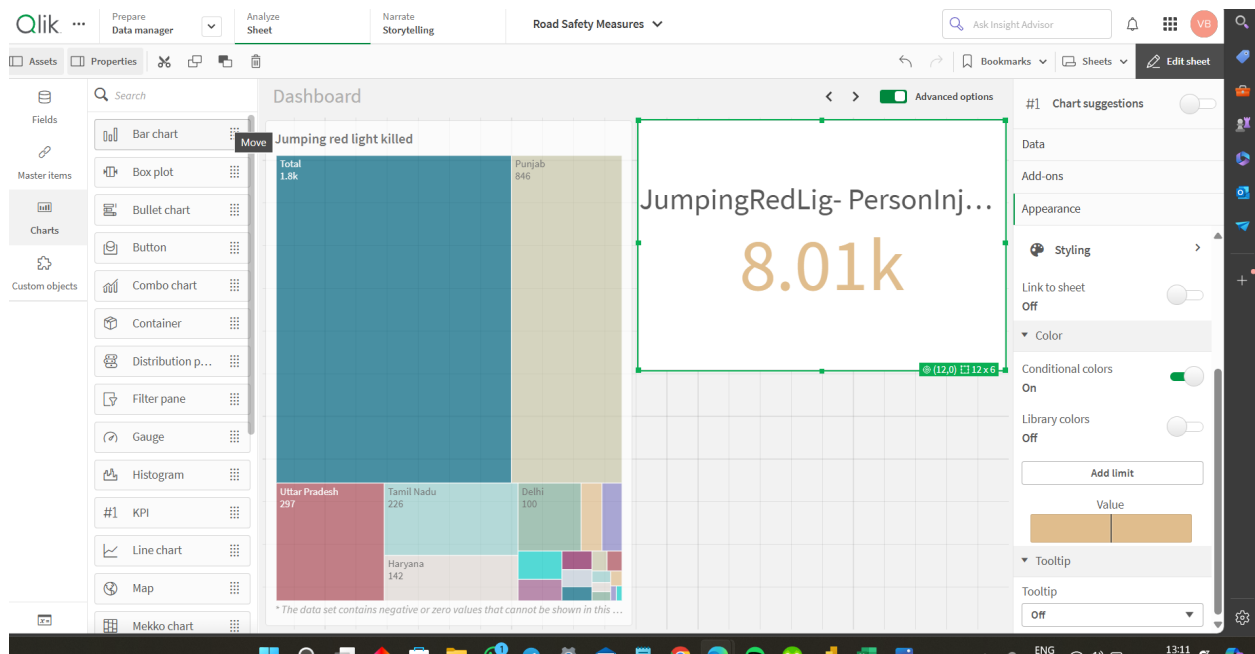 Qlik
Prepare
Data manager
Analyze
Sheet
Narrate
Storytelling
Road Safety Measures
Ask Insight Advisor
VB
Assets
Properties
Bookmarks
Sheets
Edit sheet
Fields
Master items
Charts
Custom objects
Search
Bar chart
Move
Box plot
Bullet chart
Button
Combo chart
Container
Distribution p...
Filter pane
Gauge
Histogram
#1 KPI
Line chart
Map
Mekko chart
Dashboard
Advanced options
Jumping red light killed
Total
1.8k
Punjab
846
Uttar Pradesh
297
Tamil Nadu
226
Delhi
100
Haryana
142
* The data set contains negative or zero values that cannot be shown in this ...
JumpingRedLig- PersonInj...
8.01k
(12,0) 12 x 6
#1 Chart suggestions
Data
Add-ons
Appearance
Styling
Link to sheet
Off
Color
Conditional colors
On
Library colors
Off
Add limit
Value
Tooltip
Tooltip
Off
1
ENG
13:11